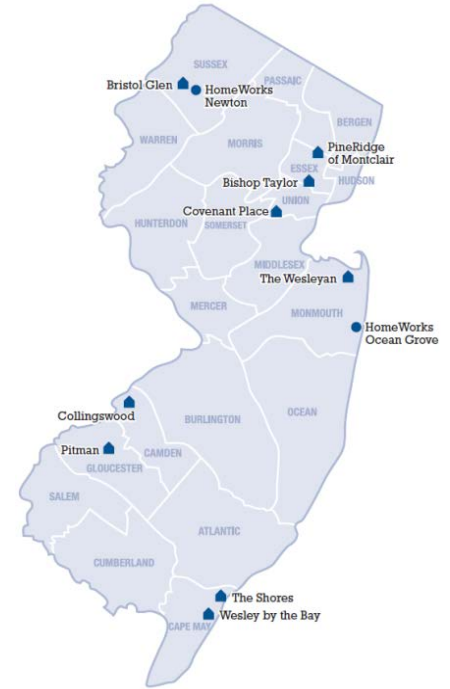 SUSSEX
PASSAIC
Bristol Glen
HomeWorks
Newton
BERGEN
WARREN
MORRIS
PineRidge
of Montclair
ESSEX
Bishop Taylor
HUDSON
UNION
Covenant Place
HUNTERDON
SOMERSET
MIDDLESEX
The Wesleyan
MERCER
MONMOUTH
HomeWorks
Ocean Grove
Collingswood
BURLINGTON
OCEAN
Pitman
CAMDEN
GLOUCESTER
SALEM
ATLANTIC
CUMBERLAND
The Shores
Wesley by the Bay
CAPE MAY